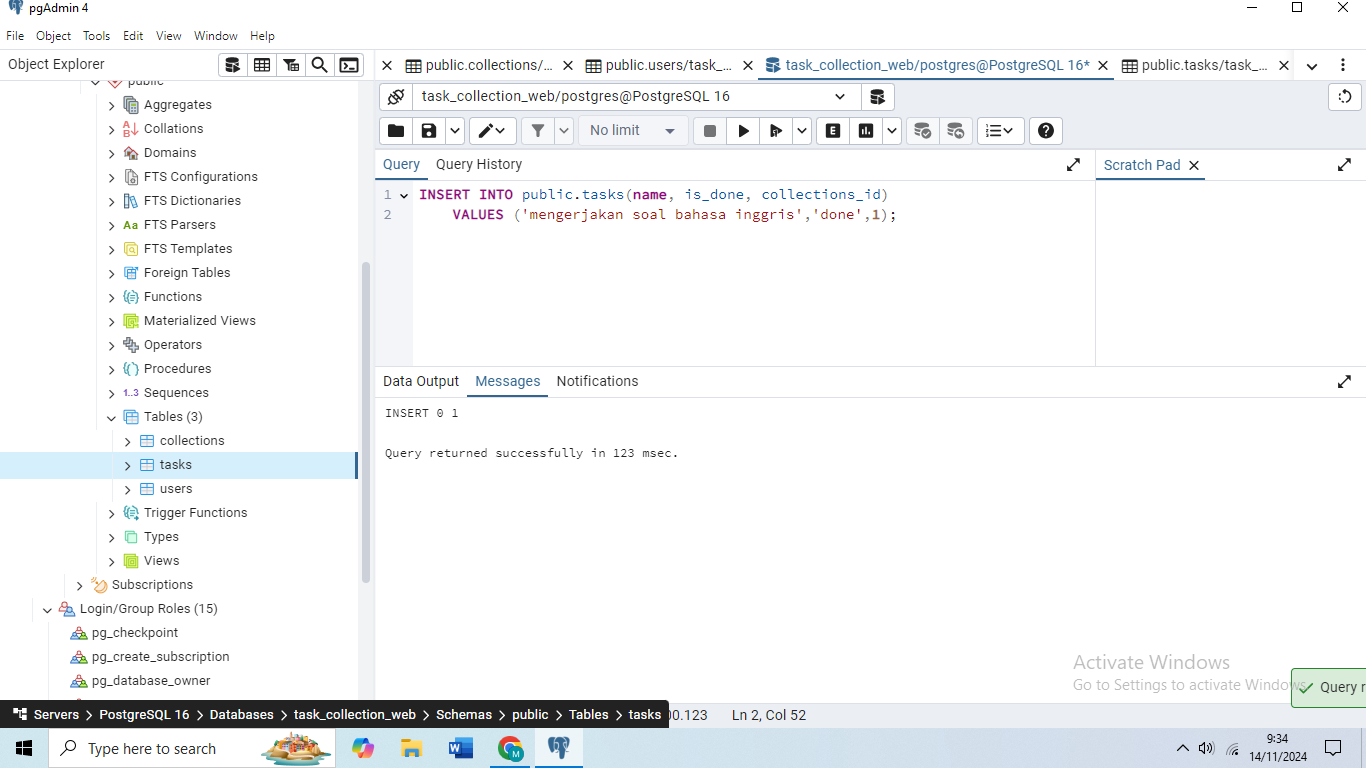 pgAdmin 4
File Object Tools Edit View Window Help
Object Explorer
public.collections/...
public.users/task_...
task_collection_web/postgres@PostgreSQL 16*
public.tasks/task_...
task_collection_web/postgres@PostgreSQL 16
No limit
E
Query
Query History
Scratch Pad
1 INSERT INTO public.tasks(name, is_done, collections_id)
2 VALUES ('mengerjakan soal bahasa inggris','done',1);
Data Output
Messages
Notifications
INSERT 0 1
Query returned successfully in 123 msec.
public
Aggregates
Collations
Domains
FTS Configurations
FTS Dictionaries
Aa FTS Parsers
FTS Templates
Foreign Tables
Functions
Materialized Views
Operators
Procedures
1..3 Sequences
Tables (3)
collections
tasks
users
Trigger Functions
Types
Views
Subscriptions
Login/Group Roles (15)
pg_checkpoint
pg_create_subscription
pg_database_owner
Activate Windows
Go to Settings to activate Windows.
Query r
Servers > PostgreSQL 16 > Databases > task_collection_web > Schemas > public > Tables > tasks
00.123
Ln 2, Col 52
Type here to search
9:34
14/11/2024